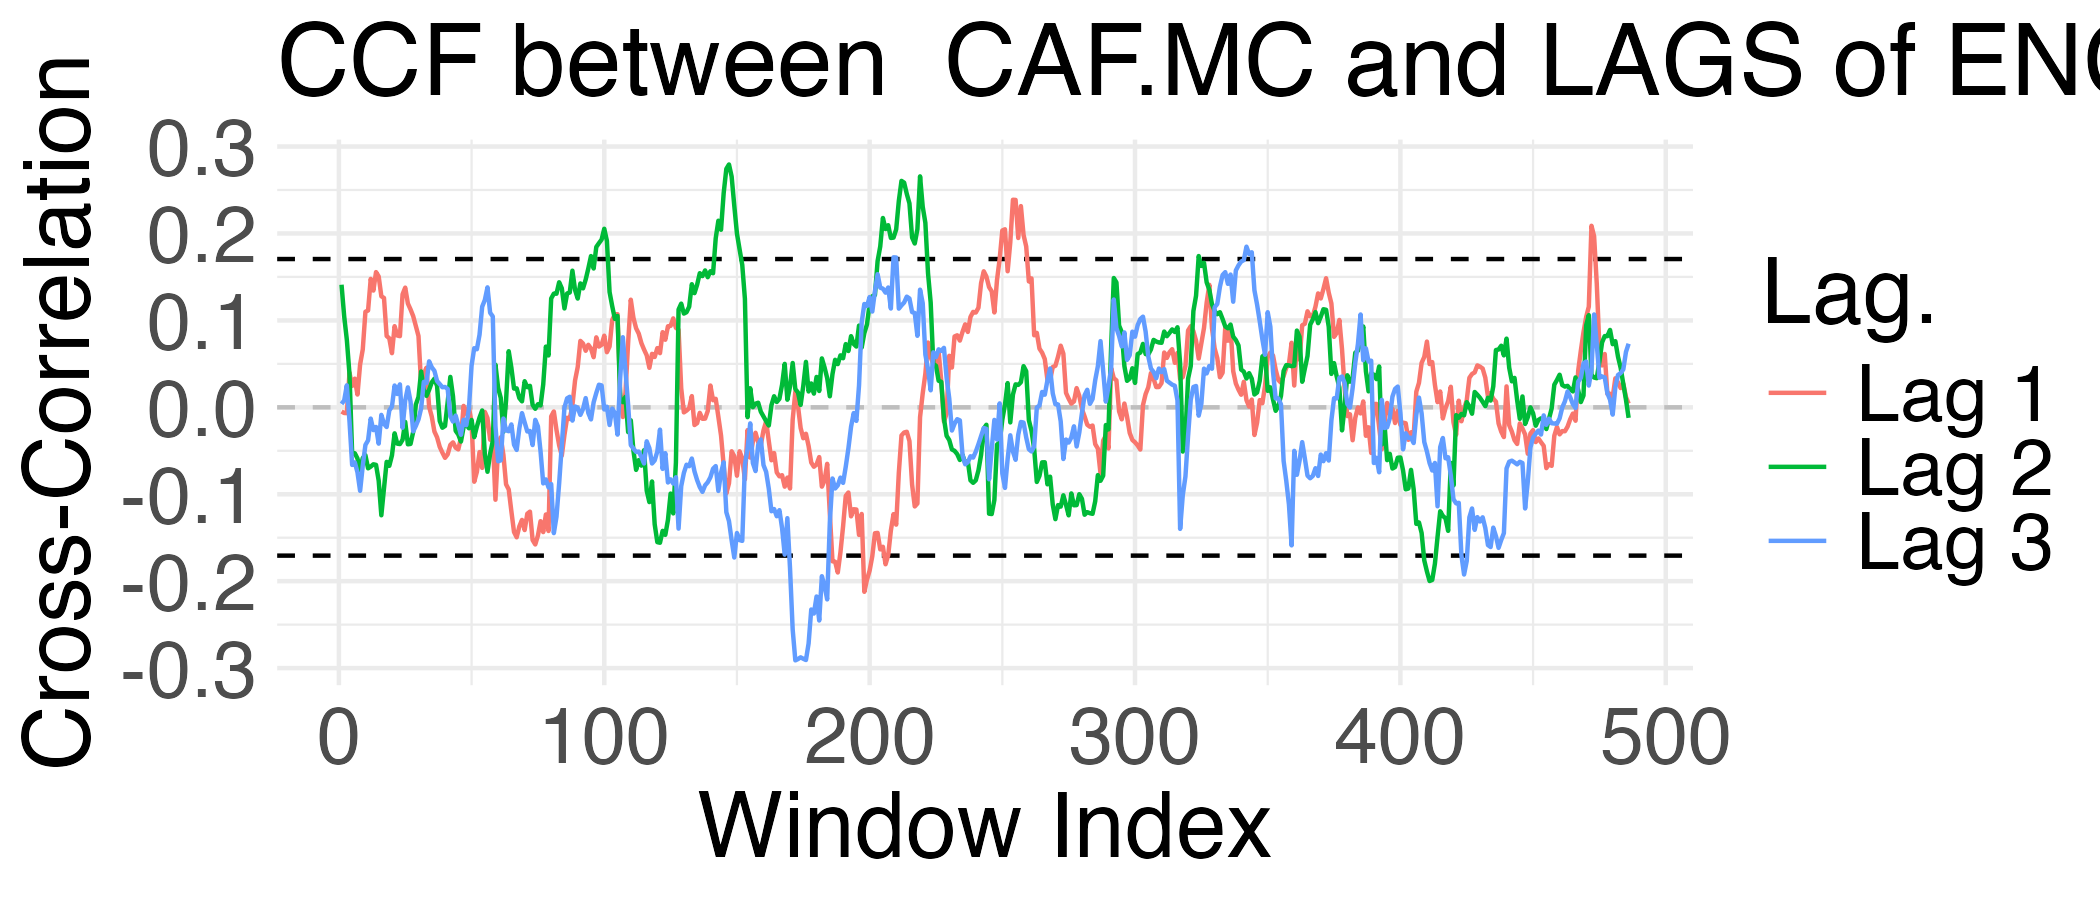 CCF between CAF.MC and LAGS of ENC
Cross-Correlation
0.3
0.2
0.1
0.0
-0.1
-0.2
-0.3
0 100 200 300 400 500
Window Index
Lag.
Lag 1
Lag 2
Lag 3